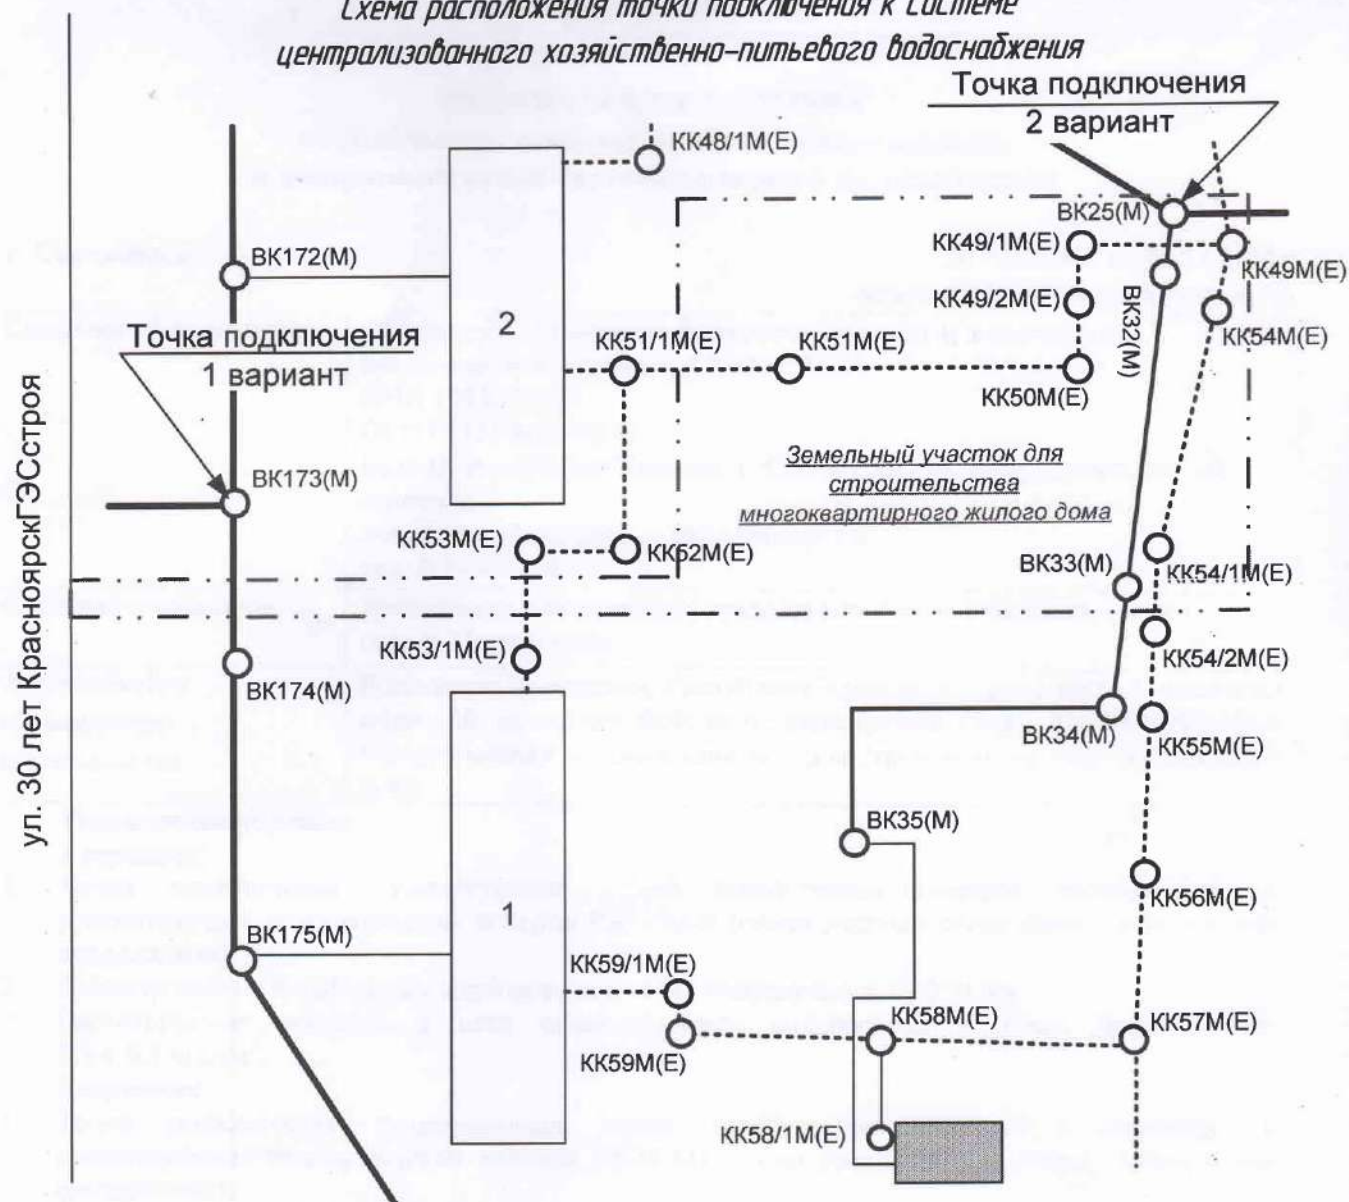 Схема расположения точки подключения к системе
централизованного хозяйственно-питьевого водоснабжения
Точка подключения
2 вариант
КК48/1М(Е)
ВК25(М)
КК49/1М(Е)
ВК172(М)
КК49М(Е)
КК49/2М(Е)
ВК32(М)
2
Точка подключения
1 вариант
КК51/1М(Е)
КК51М(Е)
КК54М(Е)
КК50М(Е)
ул. 30 лет КрасноярскГЭСстроя
Земельный участок для
строительства
многоквартирного жилого дома
ВК173(М)
КК53М(Е)
КК52М(Е)
ВК33(М)
КК54/1М(Е)
КК53/1М(Е)
КК54/2М(Е)
ВК174(М)
ВК34(М)
КК55М(Е)
ВК35(М)
КК56М(Е)
1
ВК175(М)
КК59/1М(Е)
КК58М(Е)
КК57М(Е)
КК59М(Е)
КК58/1М(Е)